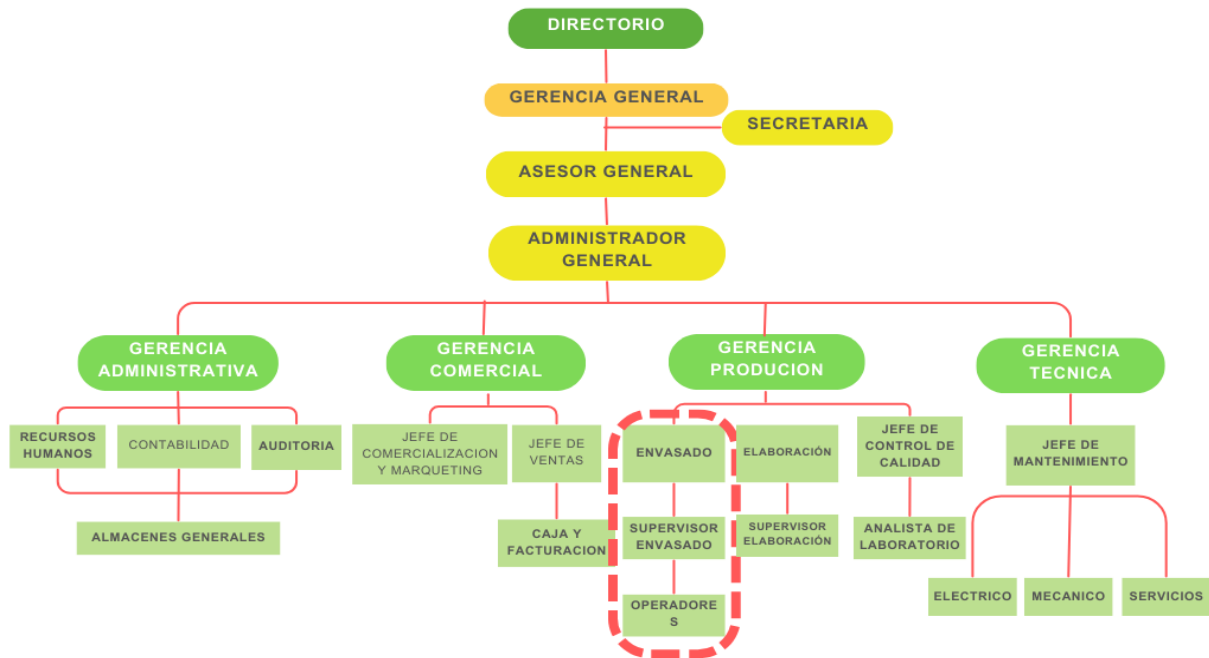 DIRECTORIO
GERENCIA GENERAL
SECRETARIA
ASESOR GENERAL
ADMINISTRADOR
GENERAL
GERENCIA
ADMINISTRATIVA
GERENCIA
COMERCIAL
GERENCIA
PRODUCION
GERENCIA
TECNICA
RECURSOS
HUMANOS
CONTABILIDAD
AUDITORIA
JEFE DE
COMERCIALIZACION
Y MARQUETING
JEFE DE
VENTAS
ENVASADO
ELABORACIÓN
JEFE DE
CONTROL DE
CALIDAD
JEFE DE
MANTENIMIENTO
ALMACENES GENERALES
CAJA Y
FACTURACION
SUPERVISOR
ENVASADO
SUPERVISOR
ELABORACIÓN
ANALISTA DE
LABORATORIO
OPERADORE
S
ELECTRICO
MECANICO
SERVICIOS